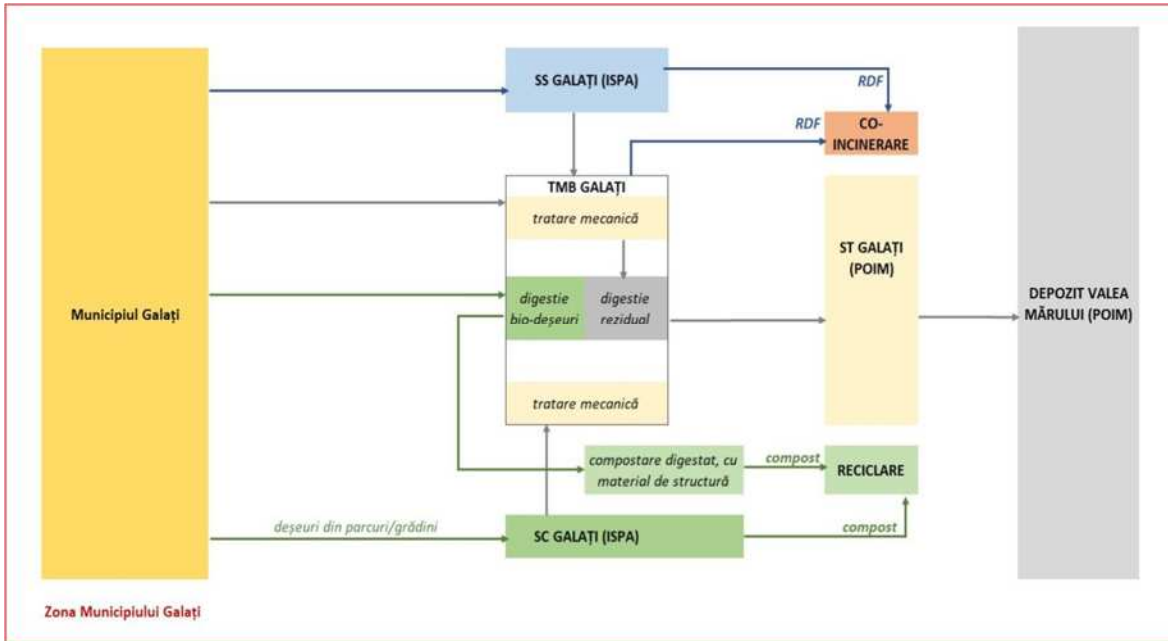 SS GALAȚI (ISPA)
RDF
RDF
CO-
INCINERARE
TMB GALAȚI
tratare mecanică
ST GALAȚI
(POIM)
Municipiul Galați
digestie
bio-deșeuri
digestie
rezidual
DEPOZIT VALEA
MĂRULUI (POIM)
tratare mecanică
compostare digestat, cu
material de structură
compost
RECICLARE
deșeuri din parcuri/grădini
SC GALAȚI (ISPA)
compost
Zona Municipiului Galați